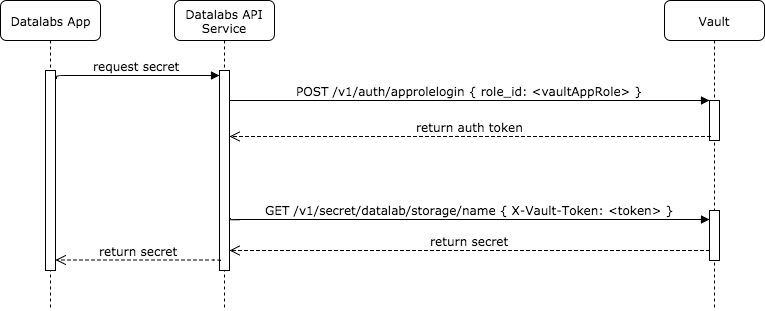 Datalabs App
Datalabs API
Service
Vault
request secret
POST /v1/auth/approlelogin { role_id: <vaultAppRole> }
return auth token
GET /v1/secret/datalab/storage/name { X-Vault-Token: <token> }
return secret
return secret